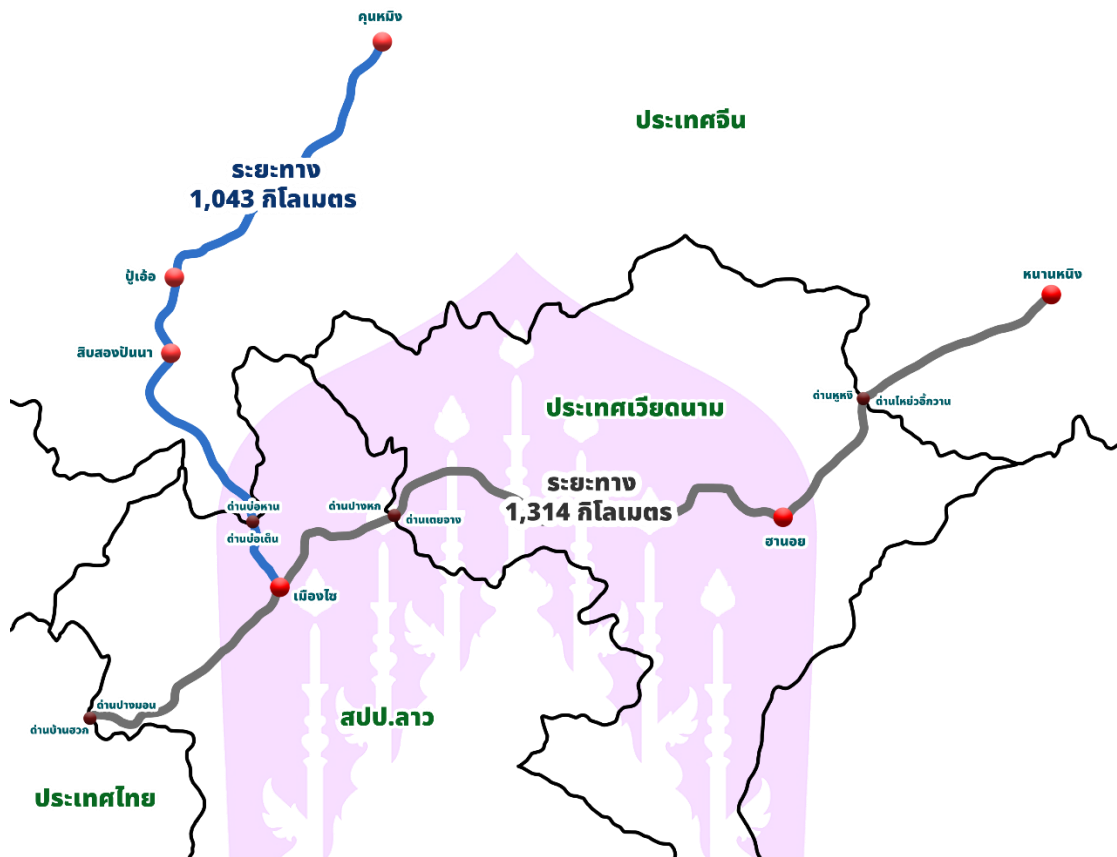 คุนหมิง
ประเทศจีน
ระยะทาง
1,043 กิโลเมตร
ปู้เอ้อ
หนานหนิง
สิบสองปันนา
ด่านหูหงิ
ด่านโหย่วอี้กวาน
ประเทศเวียดนาม
ระยะทาง
1,314 กิโลเมตร
ด่านบ่อหาน
ด่านปางหก
ด่านเตยจาง
ด่านบ่อเต็น
ฮานอย
เมืองไซ
ด่านปางมอน
ด่านบ้านฮวก
สปป.ลาว
ประเทศไทย